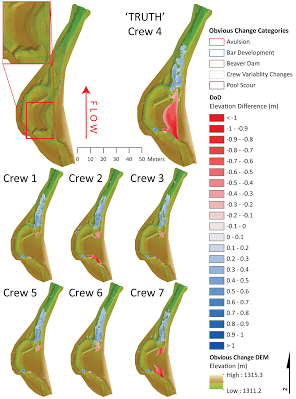 'TRUTH'
Crew 4
FLOW
0 10 20 30 40 50
Meters
Crew 1
Crew 2
Crew 3
Crew 5
Crew 6
Crew 7
Obvious Change Categories
Avulsion
Bar Development
Beaver Dam
Crew Variablity Changes
Pool Scour
DoD
Elevation Difference (m)
< -1
-1 - -0.9
-0.9 - -0.8
-0.8 - -0.7
-0.7 - -0.6
-0.6 - -0.5
-0.5 - -0.4
-0.4 - -0.3
-0.3 - -0.2
-0.2 - -0.1
-0.1 - 0
0 - 0.1
0.1 - 0.2
0.2 - 0.3
0.3 - 0.4
0.4 - 0.5
0.5 - 0.6
0.6 - 0.7
0.7 - 0.8
0.8 - 0.9
0.9 - 1
> 1
Obvious Change DEM
Elevation (m)
High : 1315.3
Low : 1311.2
N